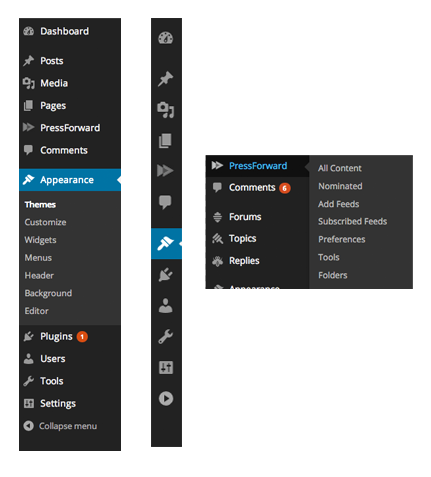 Dashboard
Posts
Media
Pages
PressForward
Comments
Appearance
Themes
Customize
Widgets
Menus
Header
Background
Editor
Plugins 1
Users
Tools
Settings
Collapse menu
PressForward
Comments 6
Forums
Topics
Replies
Appearance
All Content
Nominated
Add Feeds
Subscribed Feeds
Preferences
Tools
Folders